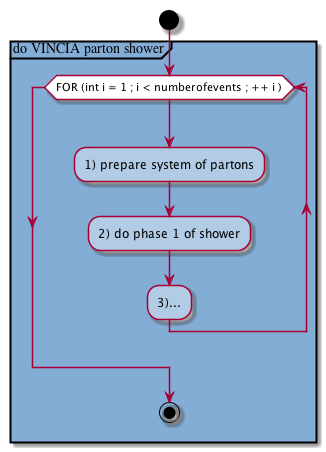 do VINCIA parton shower
FOR (int i = 1 ; i < numberofevents ; ++ i )
1) prepare system of partons
2) do phase 1 of shower
3)...